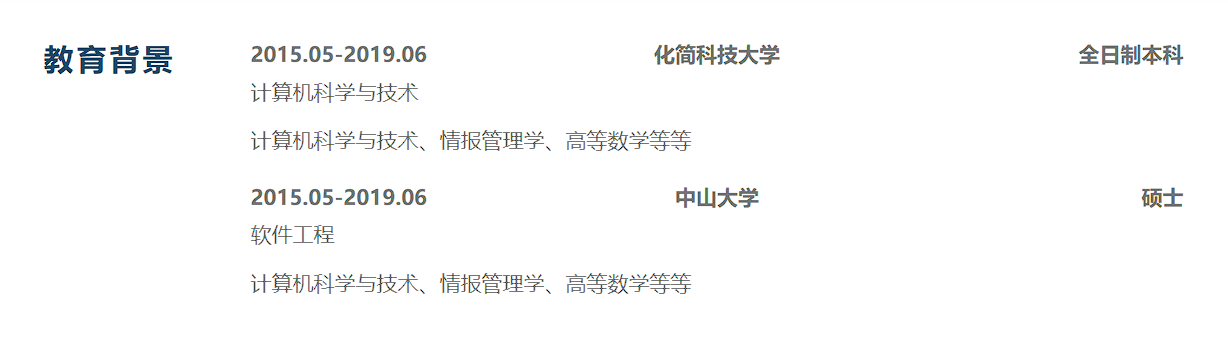 教育背景
2015.05-2019.06 化简科技大学 全日制本科
计算机科学与技术
计算机科学与技术、情报管理学、高等数学等等
2015.05-2019.06 中山大学 硕士
软件工程
计算机科学与技术、情报管理学、高等数学等等